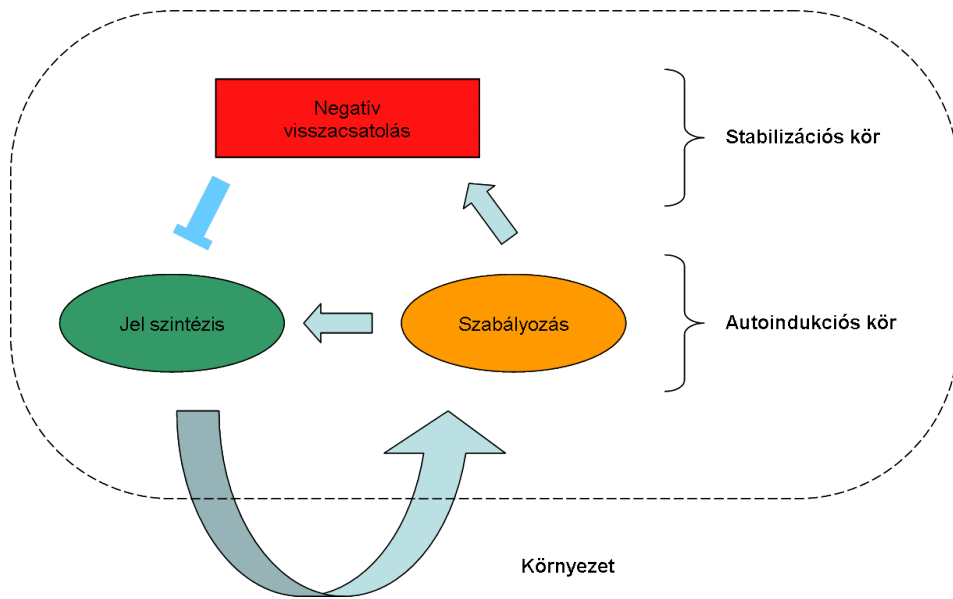 Negatív
visszacsatolás
Stabilizációs kör
Jel szintézis
Szabályozás
Autoindukciós kör
Környezet